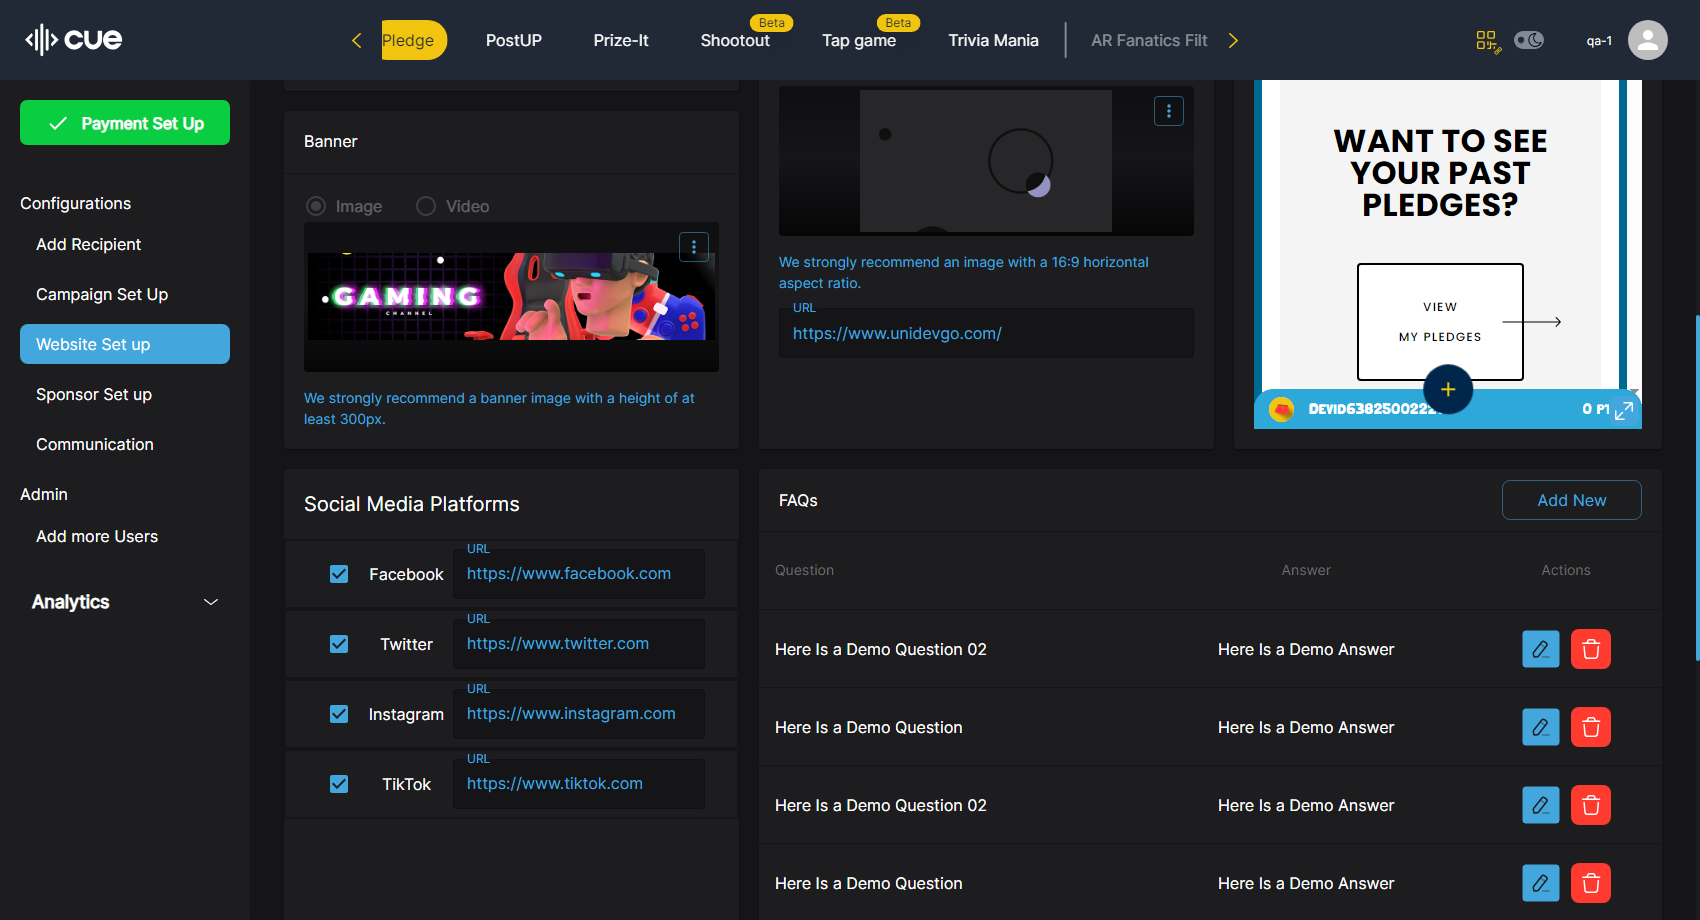 cue
Pledge
PostUP
Prize-It
Shootout
Beta
Tap game
Beta
Trivia Mania
AR Fanatics Filt
qa-1
Payment Set Up
Configurations
Add Recipient
Campaign Set Up
Website Set up
Sponsor Set up
Communication
Admin
Add more Users
Analytics
Banner
Image
Video
GAMING
CHANNEL
We strongly recommend a banner image with a height of at
least 300px.
We strongly recommend an image with a 16:9 horizontal
aspect ratio.
URL
https://www.unidevgo.com/
WANT TO SEE
YOUR PAST
PLEDGES?
VIEW
MY PLEDGES
0 PT
Social Media Platforms
Facebook
URL
https://www.facebook.com
Twitter
URL
https://www.twitter.com
Instagram
URL
https://www.instagram.com
TikTok
URL
https://www.tiktok.com
FAQs
Add New
Question
Answer
Actions
Here Is a Demo Question 02
Here Is a Demo Answer
Here Is a Demo Question
Here Is a Demo Answer
Here Is a Demo Question 02
Here Is a Demo Answer
Here Is a Demo Question
Here Is a Demo Answer